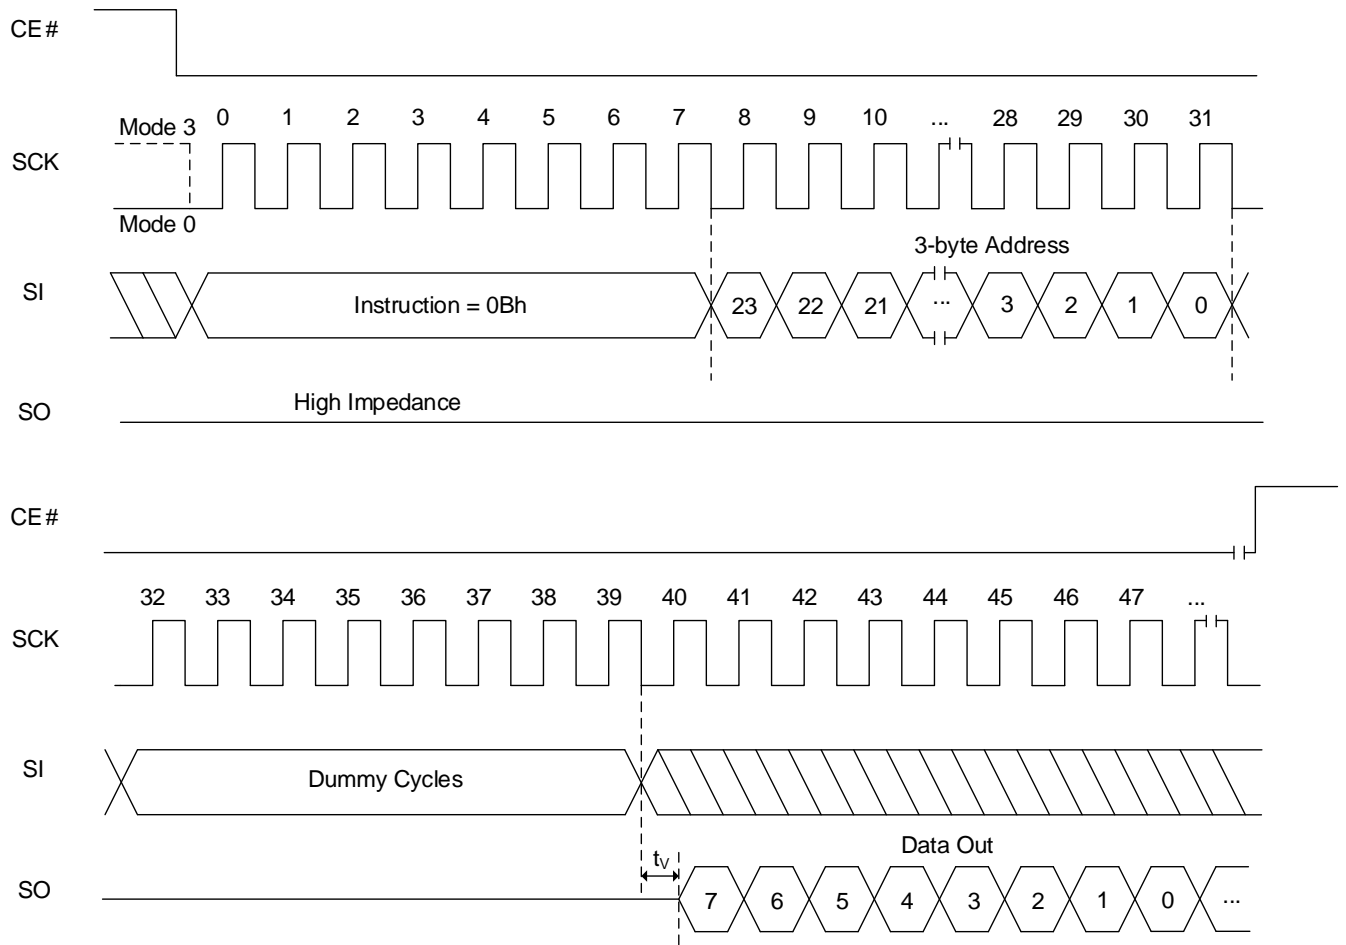 CE#
Mode 3
0 1 2 3 4 5 6 7 8 9 10 ... 28 29 30 31
SCK
Mode 0
3-byte Address
SI
Instruction = 0Bh
23 22 21 ... 3 2 1 0
High Impedance
SO
CE#
32 33 34 35 36 37 38 39 40 41 42 43 44 45 46 47 ...
SCK
SI
Dummy Cycles
Data Out
tV
SO
7 6 5 4 3 2 1 0 ...